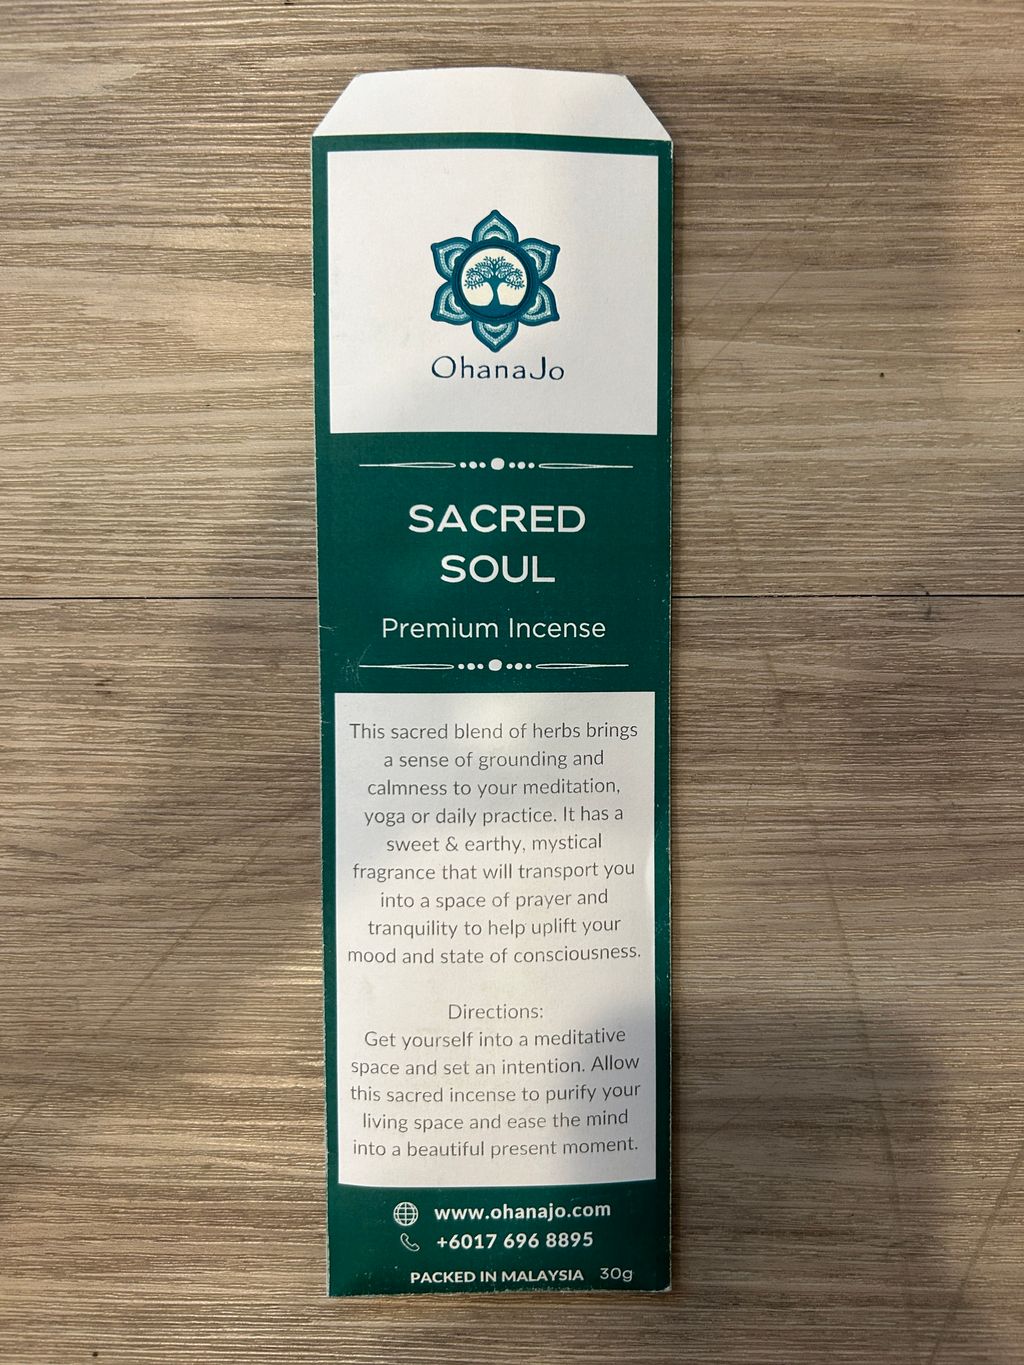 OhanaJo
SACRED
SOUL
Premium Incense
This sacred blend of herbs brings
a sense of grounding and
calmness to your meditation,
yoga or daily practice. It has a
sweet & earthy, mystical
fragrance that will transport you
into a space of prayer and
tranquility to help uplift your
mood and state of consciousness.
Directions:
Get yourself into a meditative
space and set an intention. Allow
this sacred incense to purify your
living space and ease the mind
into a beautiful present moment.
www.ohanajo.com
+6017 696 8895
PACKED IN MALAYSIA 30g